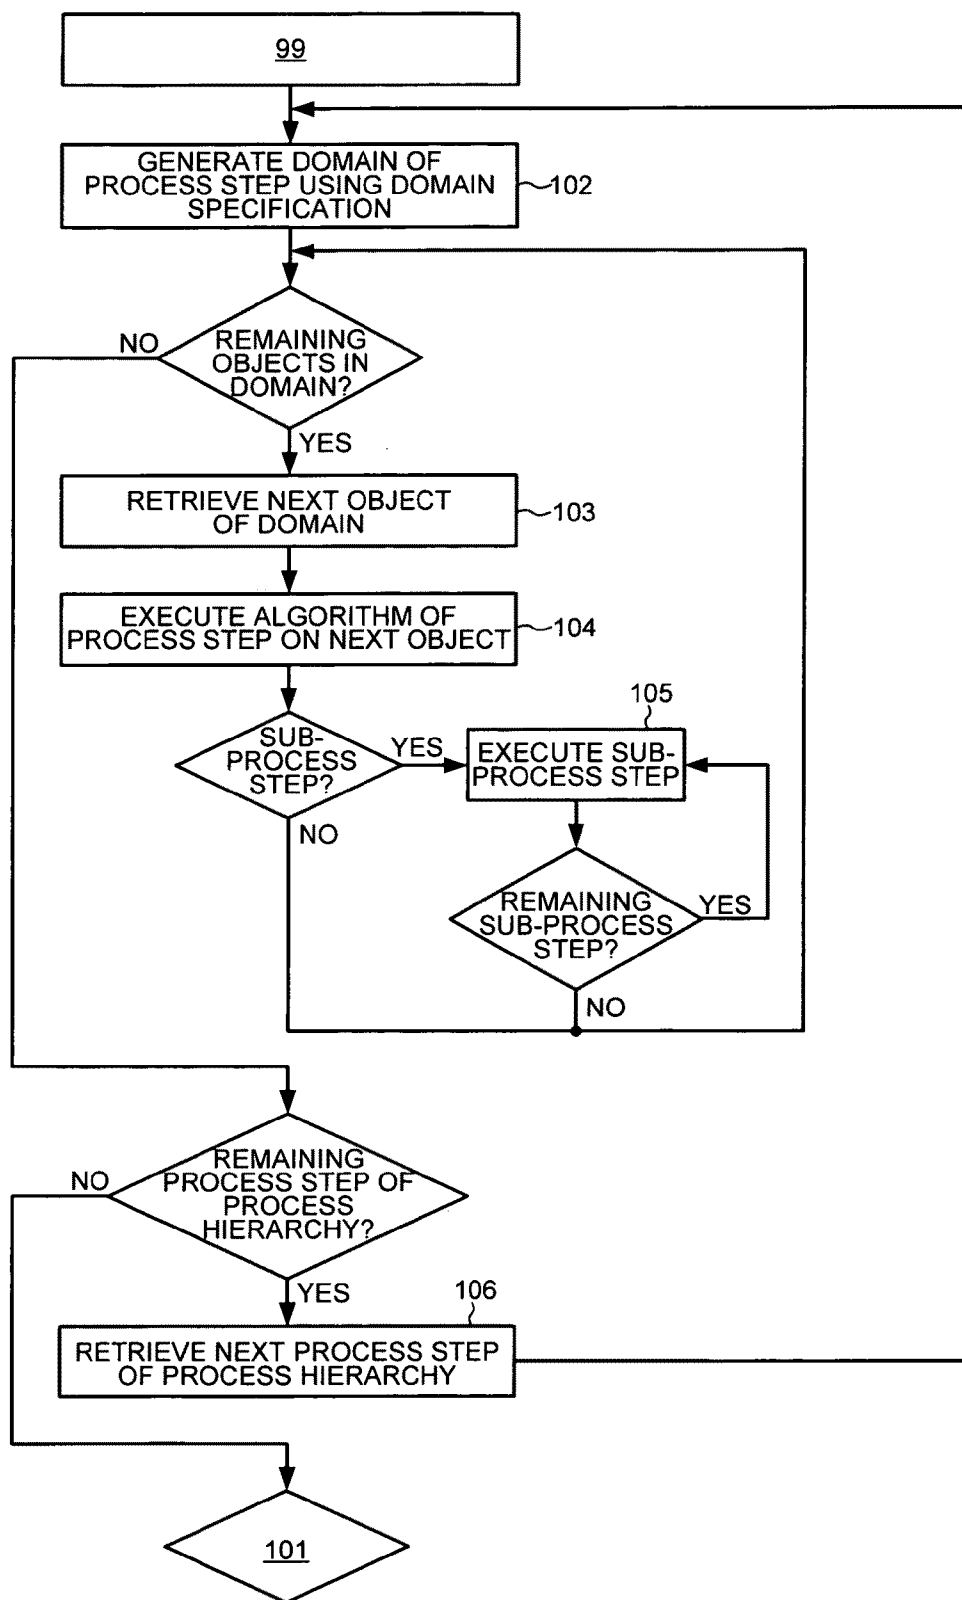 99
GENERATE DOMAIN OF
PROCESS STEP USING DOMAIN
SPECIFICATION
102
REMAINING
OBJECTS IN
DOMAIN?
NO
YES
RETRIEVE NEXT OBJECT
OF DOMAIN
103
EXECUTE ALGORITHM OF
PROCESS STEP ON NEXT OBJECT
104
SUB-
PROCESS
STEP?
YES
NO
105
EXECUTE SUB-
PROCESS STEP
REMAINING
SUB-PROCESS
STEP?
YES
NO
REMAINING
PROCESS STEP OF
PROCESS
HIERARCHY?
NO
YES
106
RETRIEVE NEXT PROCESS STEP
OF PROCESS HIERARCHY
101